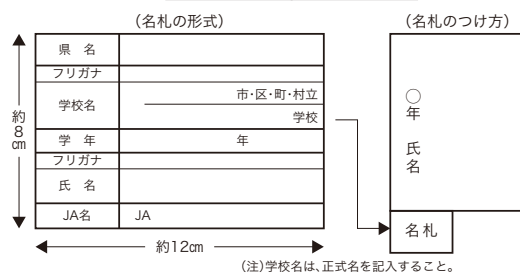 (名札の形式)
県 名
フリガナ
学校名
市・区・町・村立
学校
学 年
年
フリガナ
氏 名
JA名
JA
約8㎝
約12㎝
(名札のつけ方)
〇年 氏名
名札
(注)学校名は、正式名を記入すること。